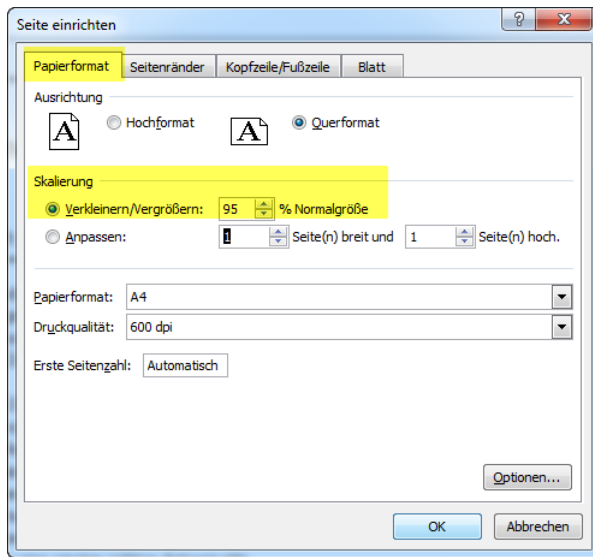 Seite einrichten
Papierformat Seitenränder Kopfzeile/Fußzeile Blatt
Ausrichtung
A Hochformat A Querformat
Skalierung
Verkleinern/Vergrößern: 95 % Normalgröße
Anpassen: 1 Seite(n) breit und 1 Seite(n) hoch.
Papierformat: A4
Druckqualität: 600 dpi
Erste Seitenzahl: Automatisch
Optionen...
OK Abbrechen